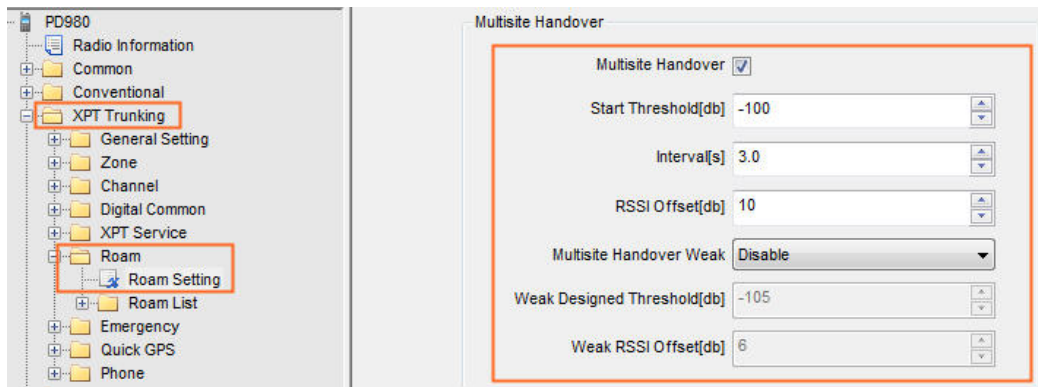 PD980
Radio Information
Common
Conventional
XPT Trunking
General Setting
Zone
Channel
Digital Common
XPT Service
Roam
Roam Setting
Roam List
Emergency
Quick GPS
Phone
Multisite Handover
Multisite Handover
Start Threshold[db] -100
Interval[s] 3.0
RSSI Offset[db] 10
Multisite Handover Weak Disable
Weak Designed Threshold[db] -105
Weak RSSI Offset[db] 6